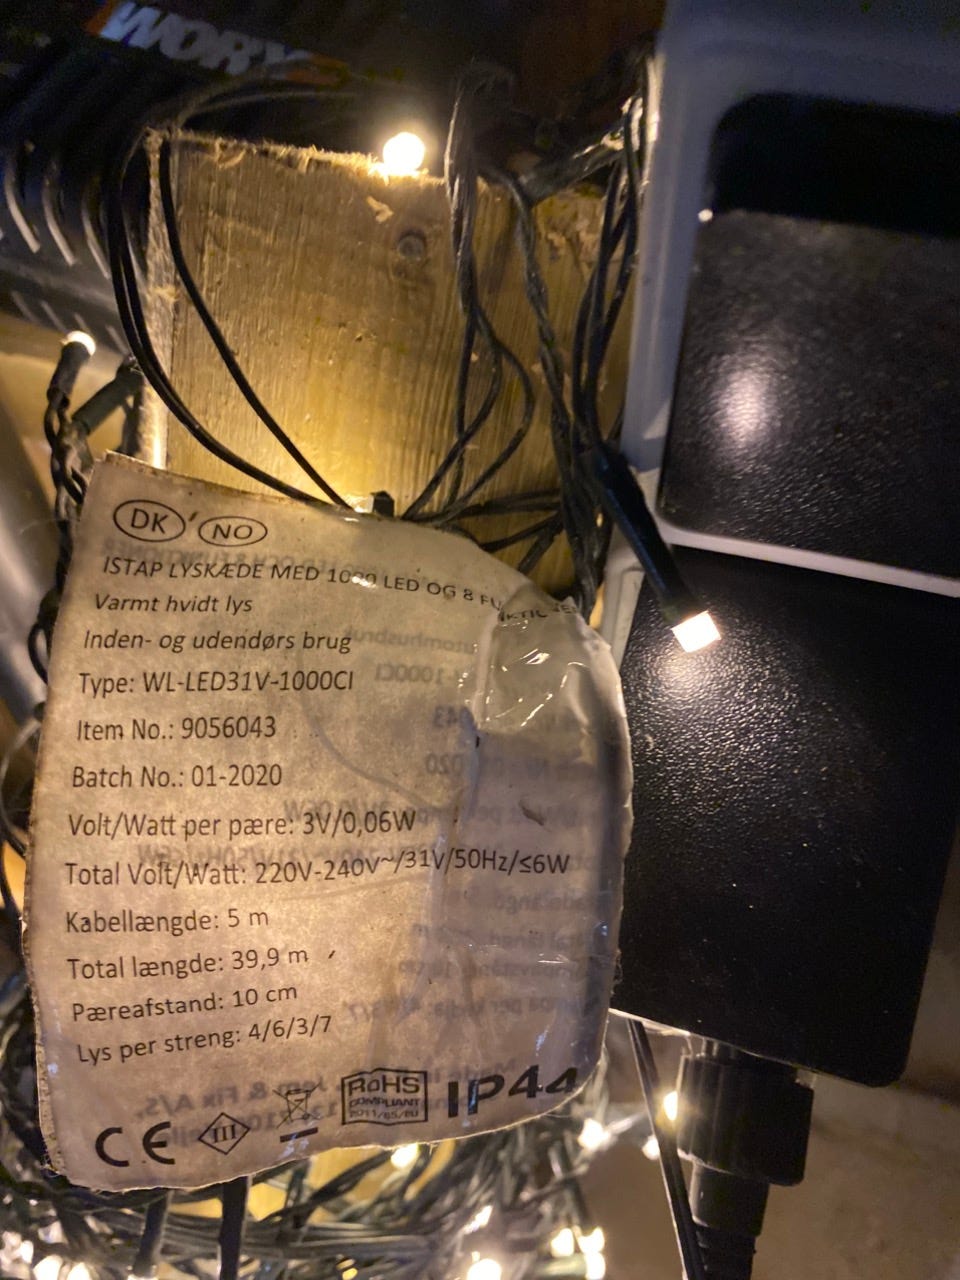 WORX
DK, NO
ISTAP LYSKÆDE MED 1000 LED OG 8 FUNKTIONER
Varmt hvidt lys
Inden- og udendørs brug
Type: WL-LED31V-1000CI
Item No.: 9056043
Batch No.: 01-2020
Volt/Watt per pære: 3V/0,06W
Total Volt/Watt: 220V-240V~/31V/50Hz/≤6W
Kabellængde: 5 m
Total længde: 39,9 m
Pæreafstand: 10 cm
Lys per streng: 4/6/3/7
CE III RoHS COMPLIANT 2011/65/EU IP44